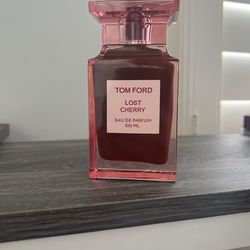 TOM FORD
LOST
CHERRY
EAU DE PARFUM
100 ML